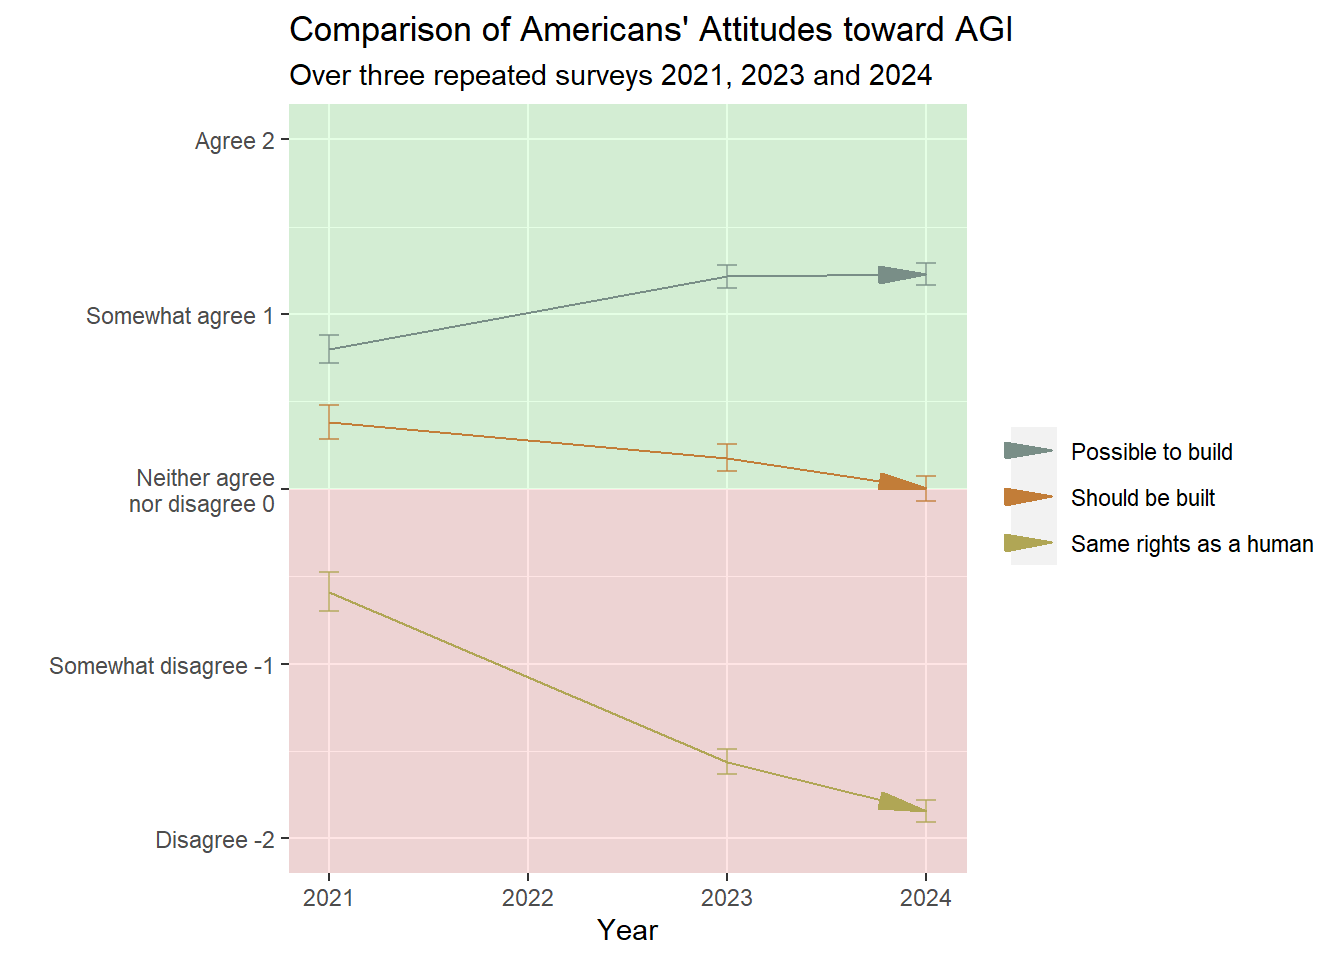 Comparison of Americans' Attitudes toward AGI
Over three repeated surveys 2021, 2023 and 2024
Agree 2
Somewhat agree 1
Neither agree
nor disagree 0
Somewhat disagree -1
Disagree -2
2021
2022
2023
2024
Year
Possible to build
Should be built
Same rights as a human